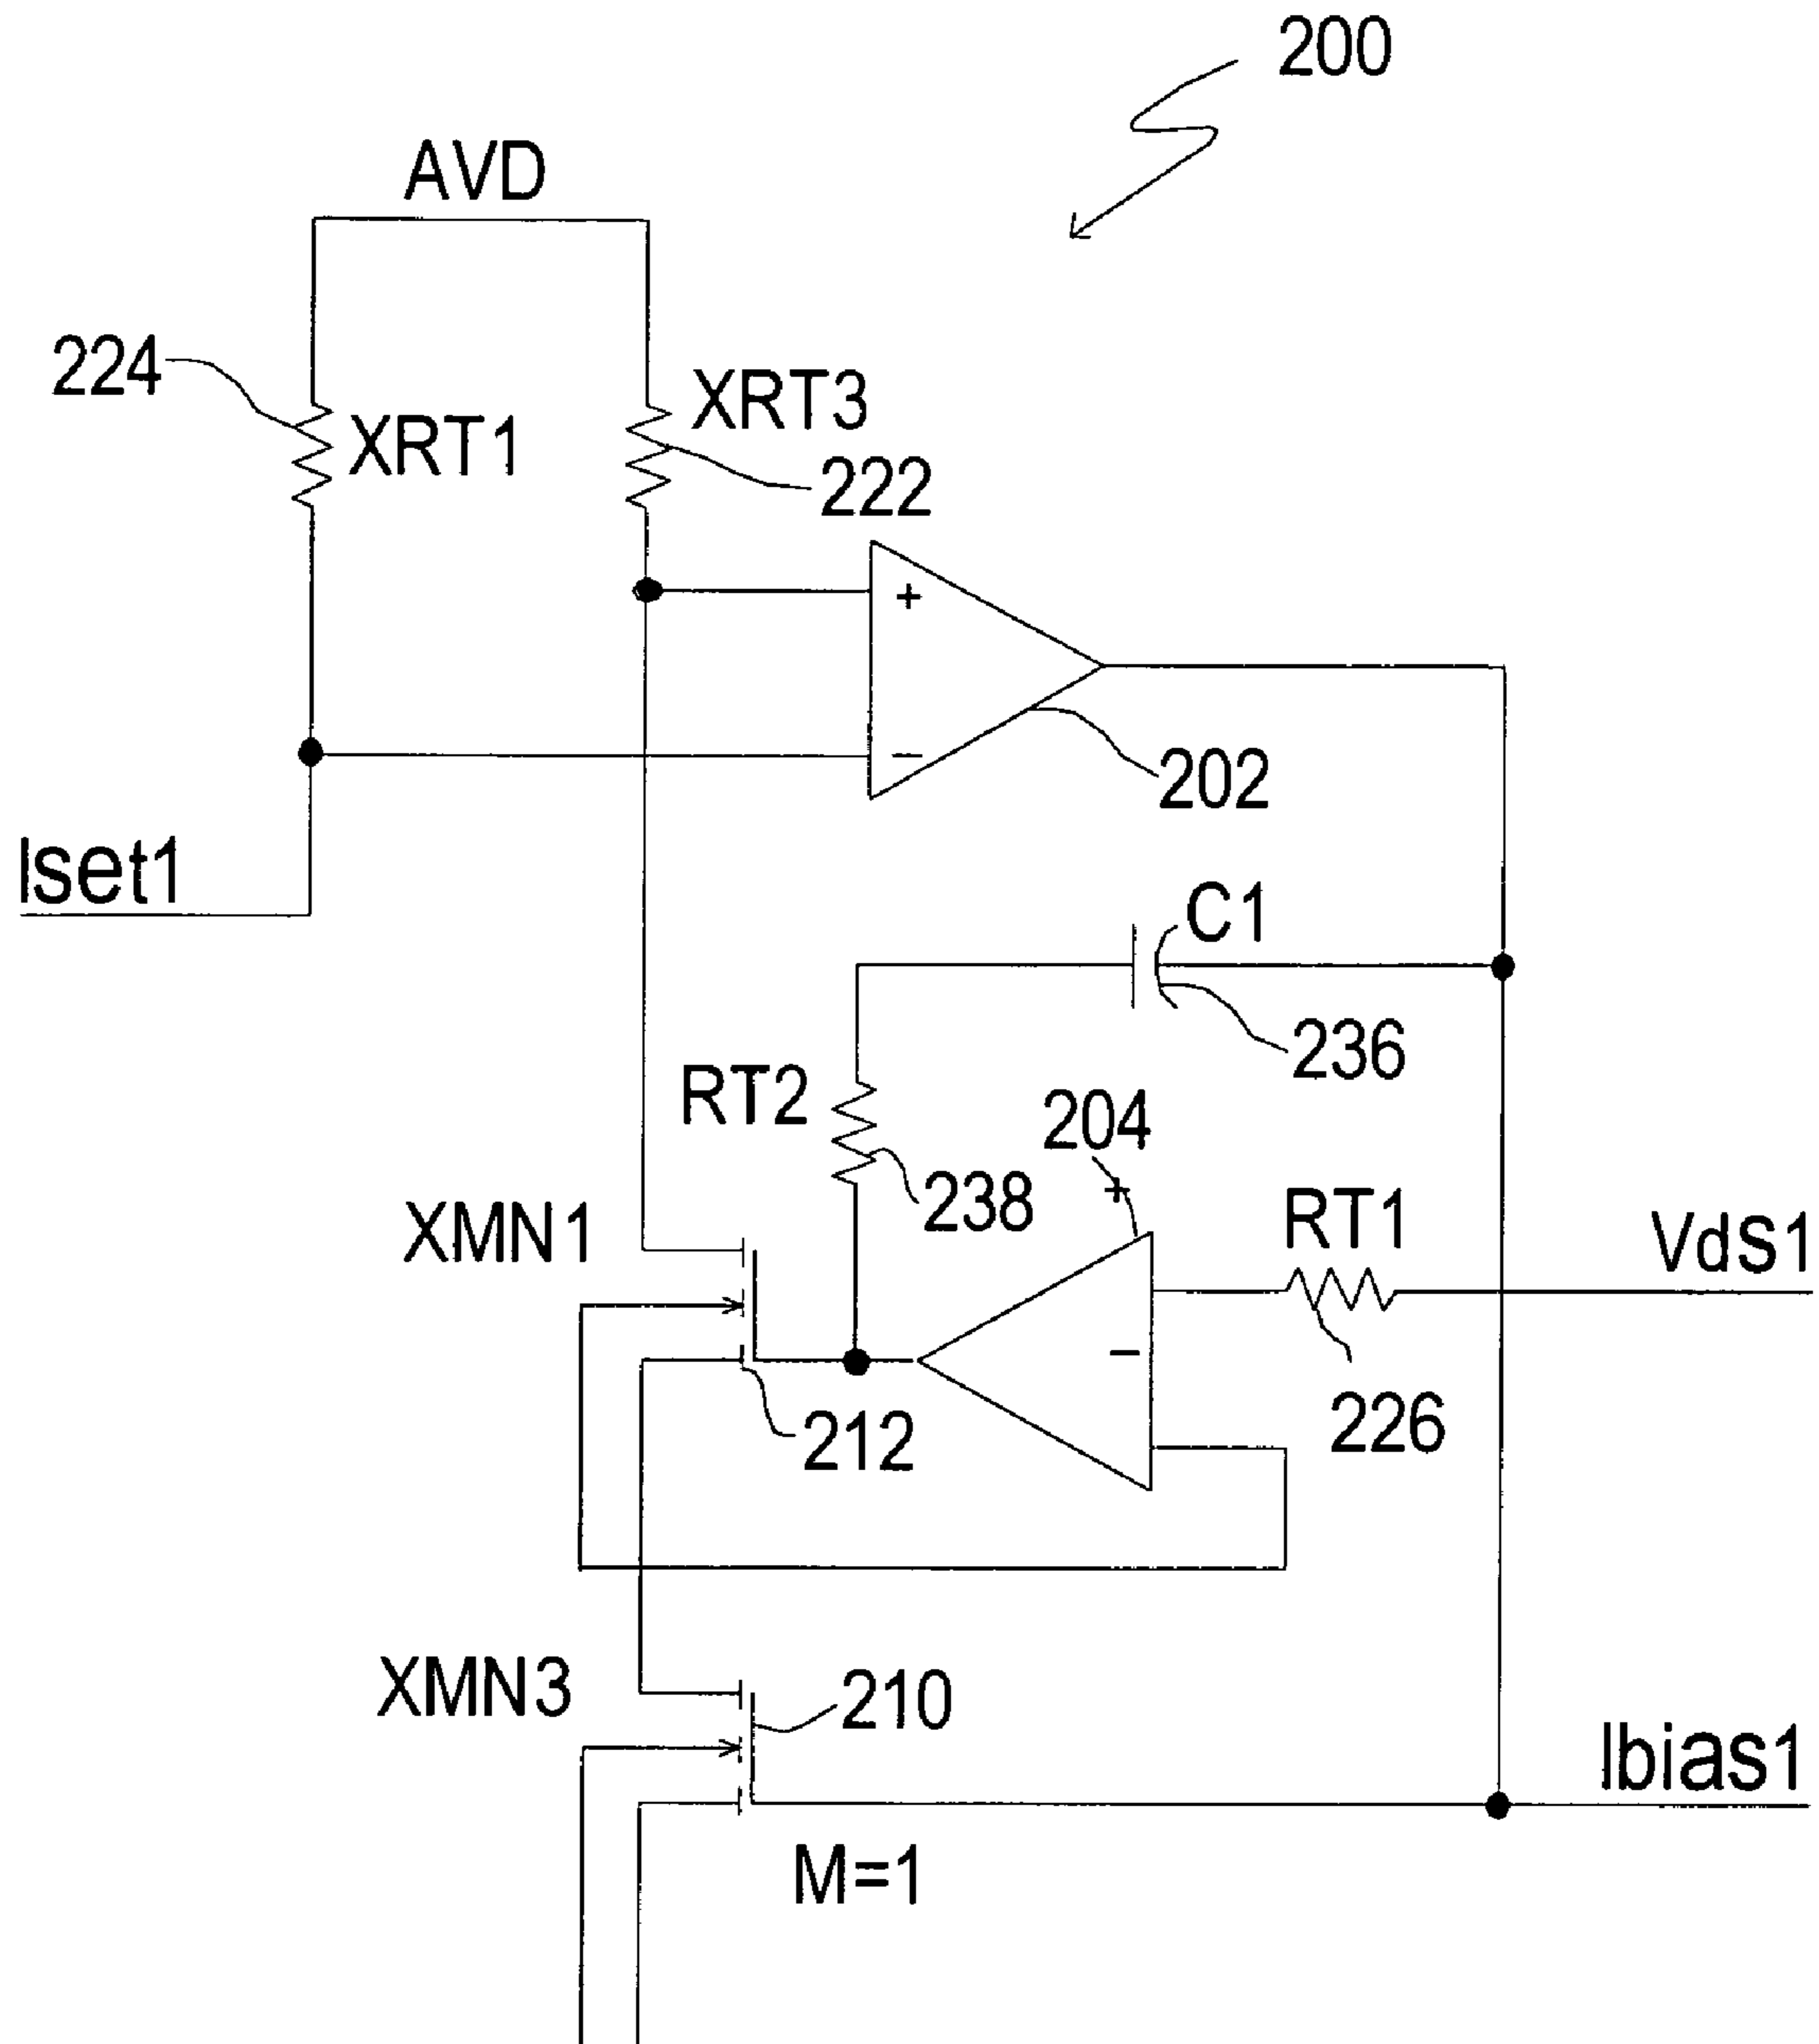 200
AVD
224
XRT1
XRT3
222
+
−
202
Iset1
C1
236
RT2
204
238
+
RT1
VdS1
XMN1
−
226
212
XMN3
210
Ibias1
M=1